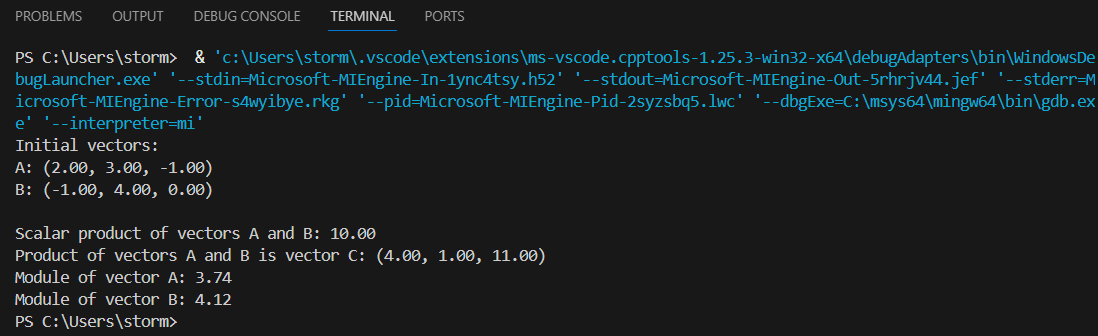 PROBLEMS OUTPUT DEBUG CONSOLE TERMINAL PORTS
PS C:\Users\storm>  & 'c:\Users\storm\.vscode\extensions\ms-vscode.cpptools-1.25.3-win32-x64\debugAdapters\bin\WindowsDe
bugLauncher.exe' '--stdin=Microsoft-MIEngine-In-1ync4tsy.h52' '--stdout=Microsoft-MIEngine-Out-5rhrjv44.jef' '--stderr=M
icrosoft-MIEngine-Error-s4wyibye.rkg' '--pid=Microsoft-MIEngine-Pid-2syzsbq5.lwc' '--dbgExe=C:\msys64\mingw64\bin\gdb.ex
e' '--interpreter=mi'
Initial vectors:
A: (2.00, 3.00, -1.00)
B: (-1.00, 4.00, 0.00)
Scalar product of vectors A and B: 10.00
Product of vectors A and B is vector C: (4.00, 1.00, 11.00)
Module of vector A: 3.74
Module of vector B: 4.12
PS C:\Users\storm>